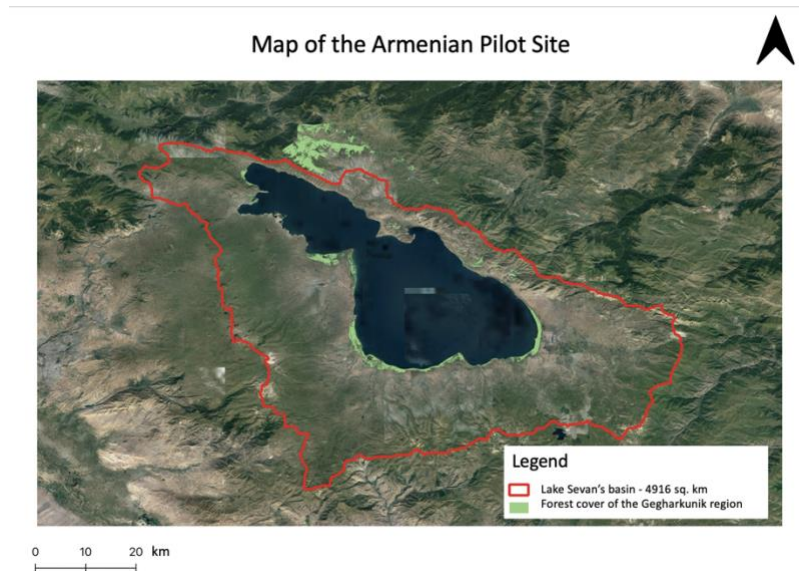 Map of the Armenian Pilot Site
Legend
Lake Sevan's basin - 4916 sq. km
Forest cover of the Gegharkunik region
0 10 20 km